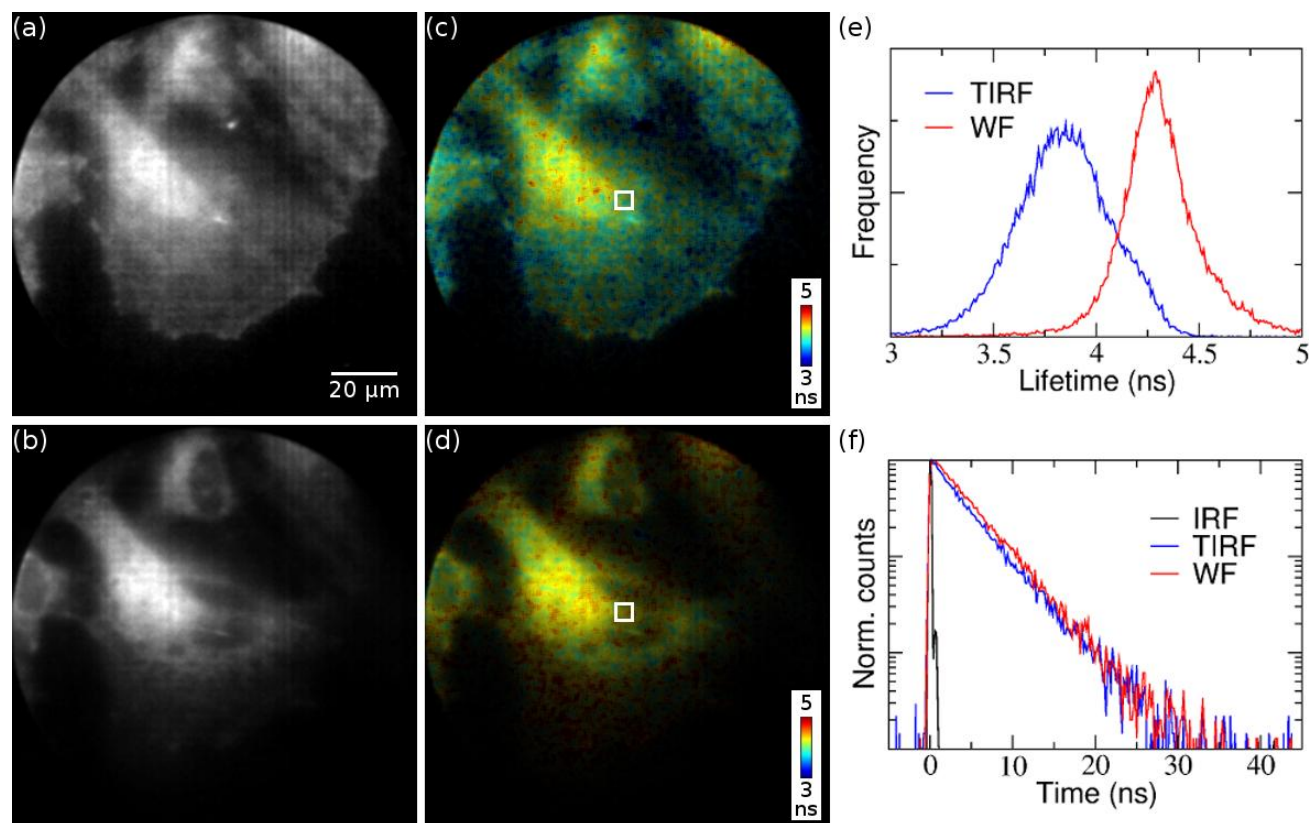 (a)
20 μm
(c)
5
3
ns
(e)
TIRF
WF
Frequency
3
3.5
4
4.5
5
Lifetime (ns)
(b)
(d)
5
3
ns
(f)
IRF
TIRF
WF
Norm. counts
0
10
20
30
40
Time (ns)